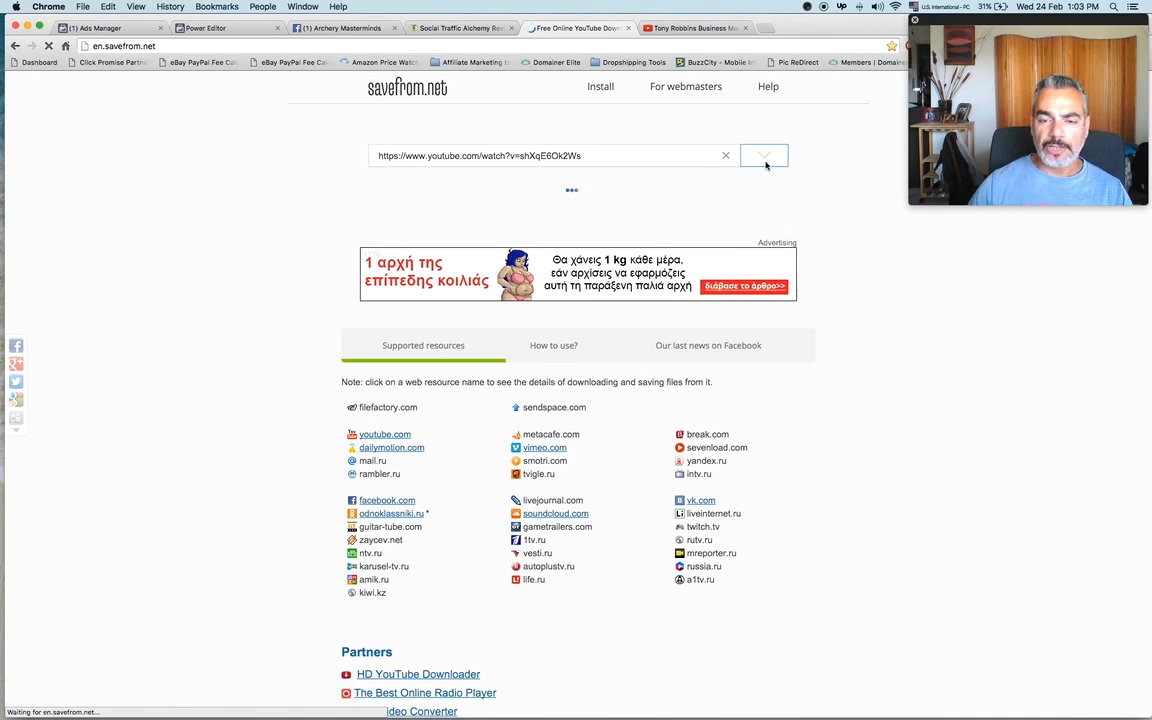 Chrome File Edit View History Bookmarks People Window Help
U.S. International - PC 31% Wed 24 Feb 1:03 PM
(1) Ads Manager
Power Editor
(1) Archery Masterminds
Social Traffic Alchemy Rev
Free Online YouTube Dow
Tony Robbins Business Ma
en.savefrom.net
Dashboard
Click Promise Partn
eBay PayPal Fee Cal
eBay PayPal Fee Calc
Amazon Price Watch
Affiliate Marketing to
Domainer Elite
Dropshipping Tools
BuzzCity - Mobile In
Pic ReDirect
Members | Domaine
savefrom.net
Install
For webmasters
Help
https://www.youtube.com/watch?v=shXqE6Ok2Ws
Advertising
1 αρχή της
επίπεδης κοιλιάς
Θα χάνεις 1 kg κάθε μέρα,
εάν αρχίσεις να εφαρμόζεις
αυτή τη παράξενη παλιά αρχή
διάβασε το άρθρο>>
Supported resources
How to use?
Our last news on Facebook
Note: click on a web resource name to see the details of downloading and saving files from it.
filefactory.com
sendspace.com
youtube.com
metacafe.com
break.com
dailymotion.com
vimeo.com
sevenload.com
mail.ru
smotri.com
yandex.ru
rambler.ru
tvigle.ru
intv.ru
facebook.com
livejournal.com
vk.com
odnoklassniki.ru *
soundcloud.com
liveinternet.ru
guitar-tube.com
gametrailers.com
twitch.tv
zaycev.net
1tv.ru
rutv.ru
ntv.ru
vesti.ru
mreporter.ru
karusel-tv.ru
autoplustv.ru
russia.ru
amik.ru
life.ru
a1tv.ru
kiwi.kz
Partners
HD YouTube Downloader
The Best Online Radio Player
ideo Converter
Waiting for en.savefrom.net...